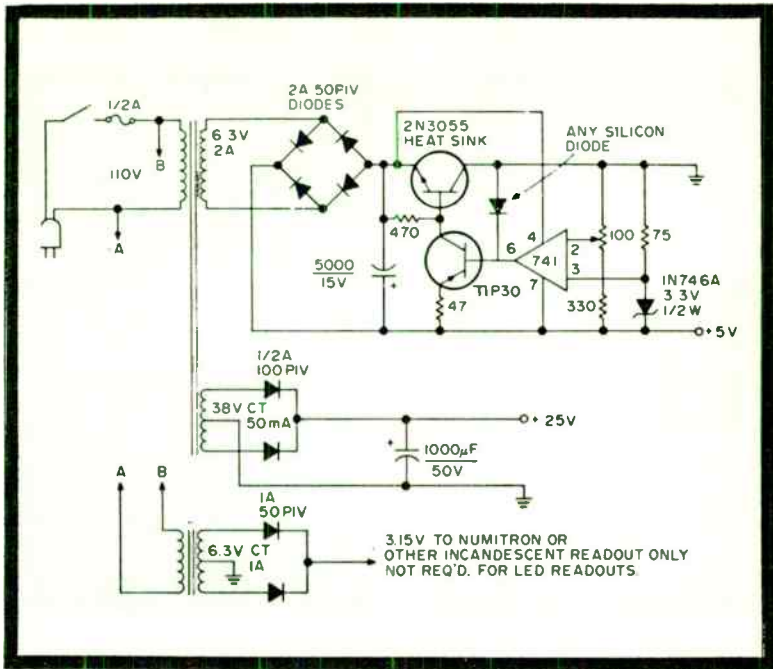 1/2A
B
110V
A
6.3V
2A
2A 50PIV
DIODES
2N3055
HEAT SINK
ANY SILICON
DIODE
470
5000
15V
+
TIP30
47
6
4
741
7
2
3
100
330
75
1N746A
3.3V
1/2W
+5V
1/2A
100PIV
38V CT
50mA
+ 25V
+
1000µF
50V
A
B
1A
50PIV
6.3V CT
1A
3.15V TO NUMITRON OR
OTHER INCANDESCENT READOUT ONLY
NOT REQ'D. FOR LED READOUTS.